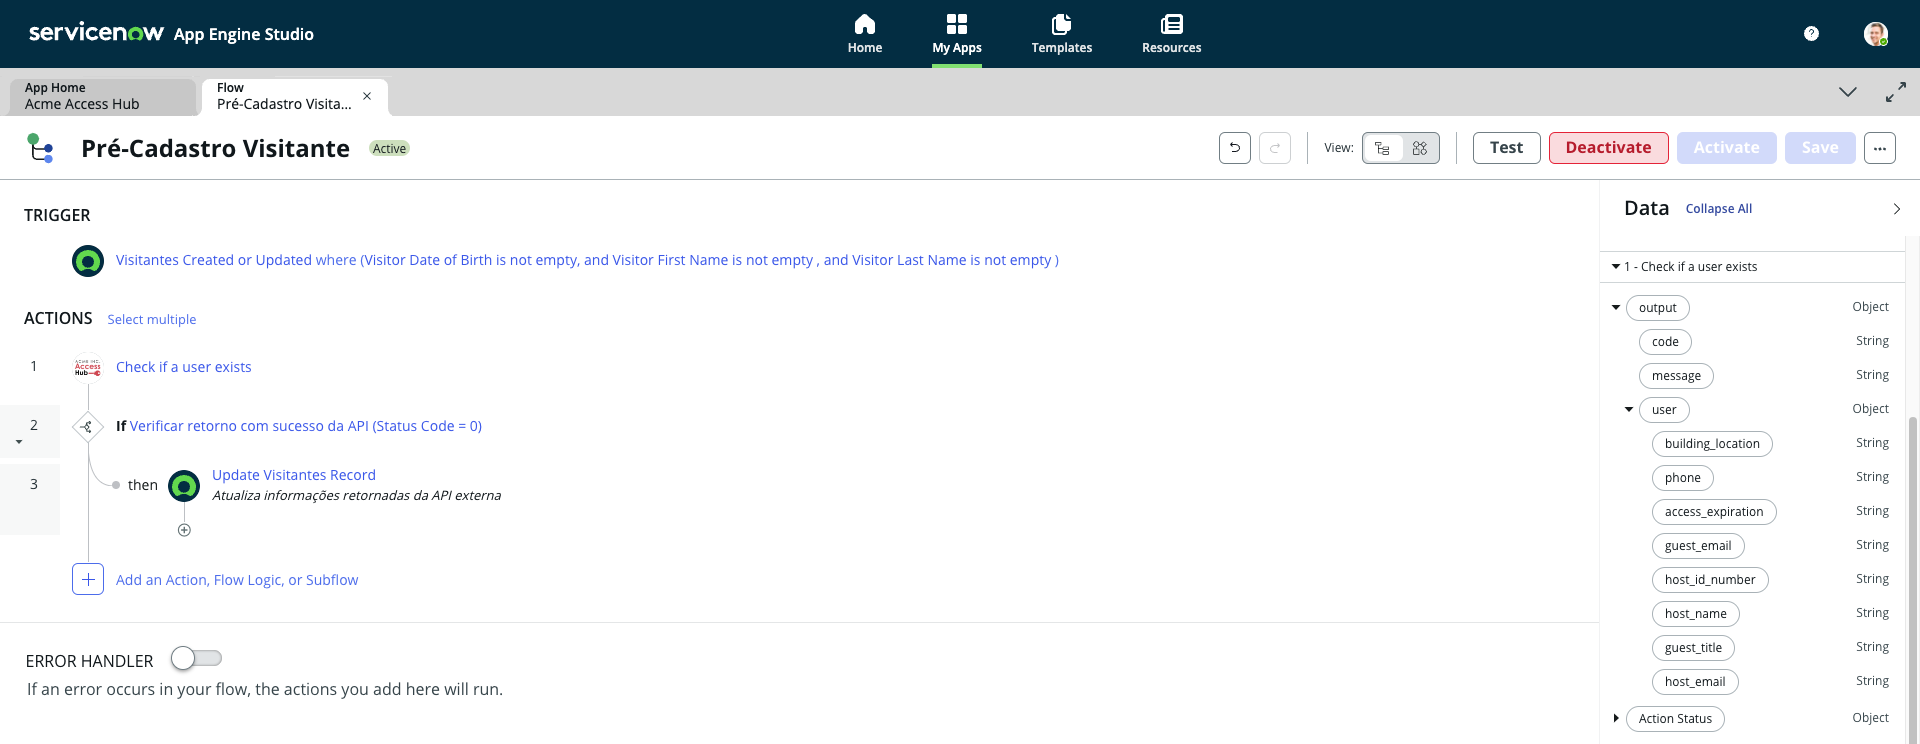 servicenow App Engine Studio
Home
My Apps
Templates
Resources
?
App Home
Acme Access Hub
Flow
Pré-Cadastro Visita...
Pré-Cadastro Visitante
Active
View:
Test
Deactivate
Activate
Save
...
TRIGGER
Visitantes Created or Updated where (Visitor Date of Birth is not empty, and Visitor First Name is not empty , and Visitor Last Name is not empty )
ACTIONS
Select multiple
1
ACME INC.
Access
Hub
Check if a user exists
2
If Verificar retorno com sucesso da API (Status Code = 0)
3
then
Update Visitantes Record
Atualiza informações retornadas da API externa
Add an Action, Flow Logic, or Subflow
ERROR HANDLER
If an error occurs in your flow, the actions you add here will run.
Data
Collapse All
1 - Check if a user exists
output Object
code String
message String
user Object
building_location String
phone String
access_expiration String
guest_email String
host_id_number String
host_name String
guest_title String
host_email String
Action Status Object